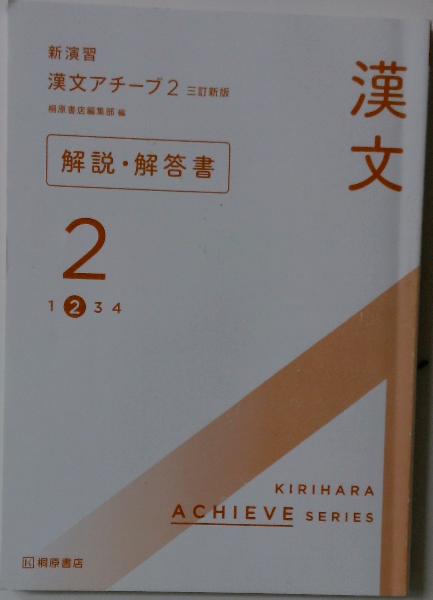 新演習
漢文アチーブ2 三訂新版
桐原書店編集部 編
解説・解答書
漢文
2
1 2 3 4
KIRIHARA
ACHIEVE SERIES
桐原書店